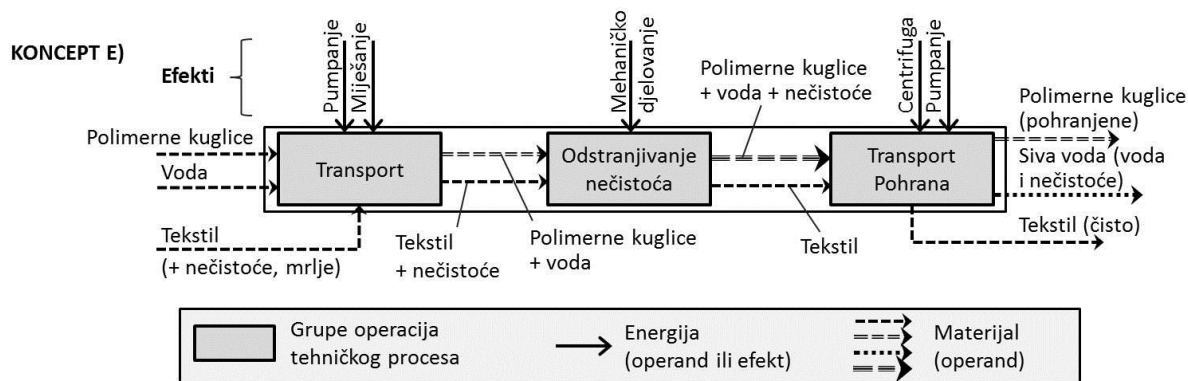 KONCEPT E)
Efekti
Pumpanje
Miješanje
Mehaničko
djelovanje
Polimerne kuglice
+ voda + nečistoće
Centrifuga
Pumpanje
Polimerne kuglice
(pohranjene)
Polimerne kuglice
Voda
Transport
Odstranjivanje
nečistoća
Transport
Pohrana
Siva voda (voda
i nečistoće)
Tekstil
(+ nečistoće, mrlje)
Tekstil
+ nečistoće
Polimerne kuglice
+ voda
Tekstil
Tekstil (čisto)
Grupe operacija
tehničkog procesa
Energija
(operand ili efekt)
Materijal
(operand)